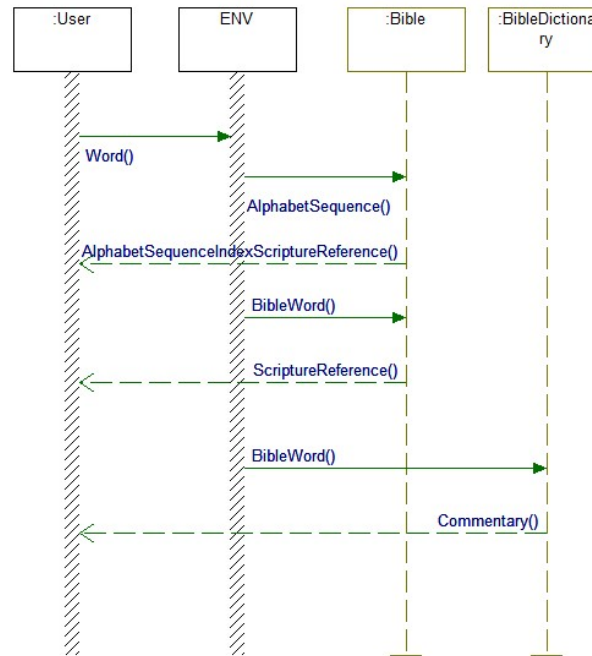 :User
ENV
:Bible
:BibleDictiona
ry
Word()
AlphabetSequence()
AlphabetSequenceIndexScriptureReference()
BibleWord()
ScriptureReference()
BibleWord()
Commentary()